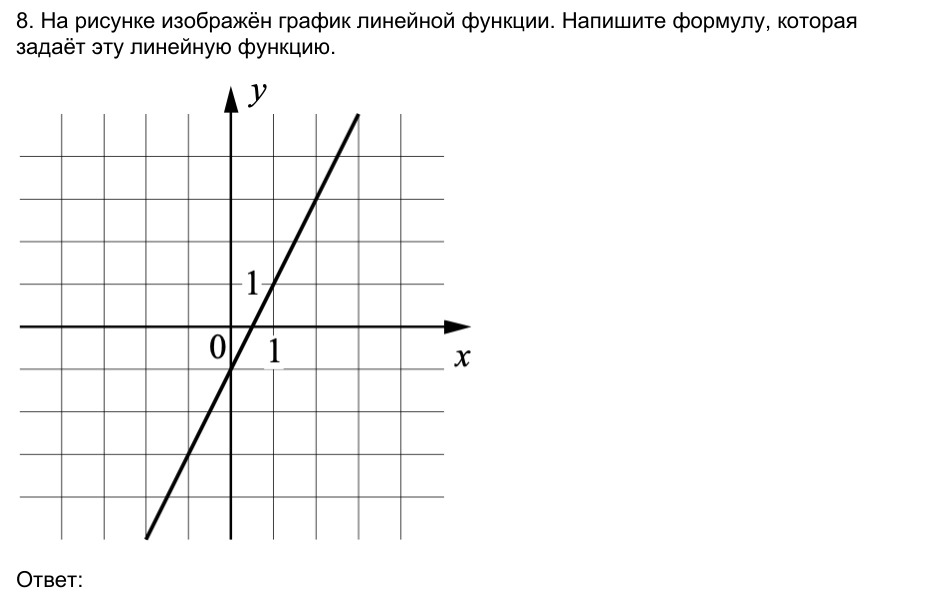 8. На рисунке изображён график линейной функции. Напишите формулу, которая
задаёт эту линейную функцию.
y
1
0
1
x
Ответ: